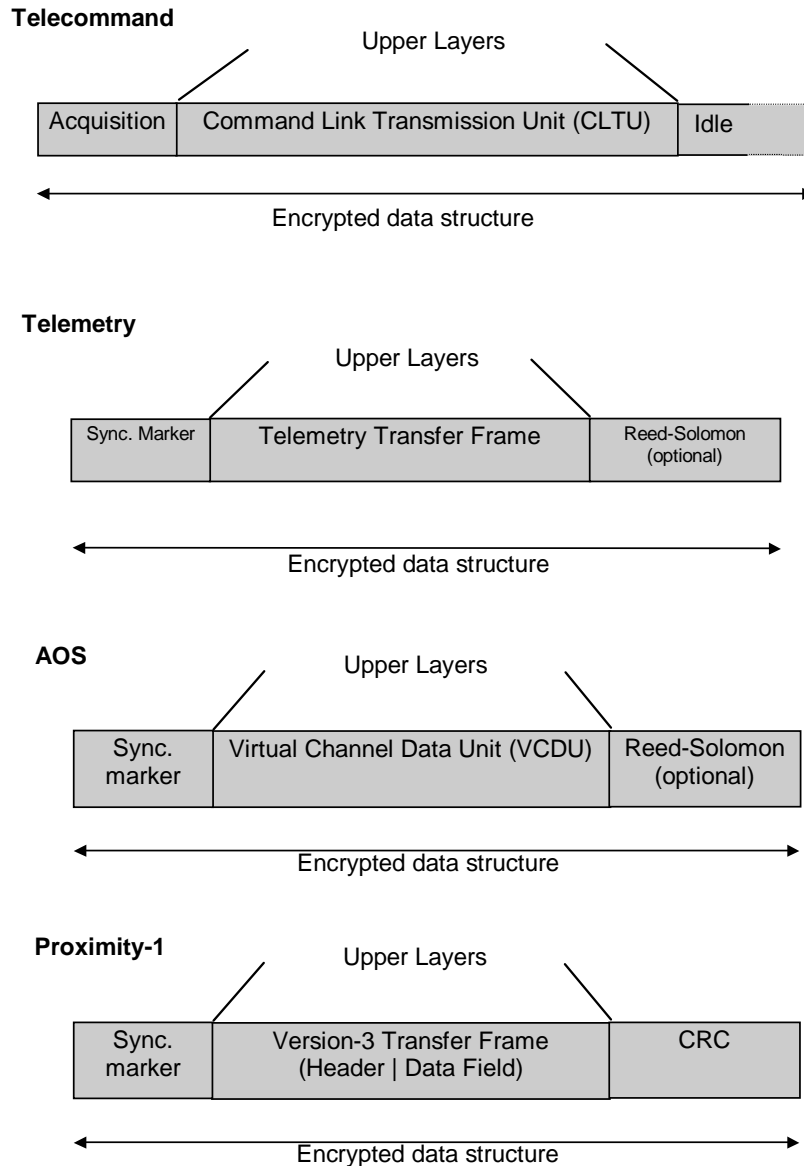 Telecommand
Upper Layers
Acquisition
Command Link Transmission Unit (CLTU)
Idle
Encrypted data structure
Telemetry
Upper Layers
Sync. Marker
Telemetry Transfer Frame
Reed-Solomon
(optional)
Encrypted data structure
AOS
Upper Layers
Sync.
marker
Virtual Channel Data Unit (VCDU)
Reed-Solomon
(optional)
Encrypted data structure
Proximity-1
Upper Layers
Sync.
marker
Version-3 Transfer Frame
(Header | Data Field)
CRC
Encrypted data structure